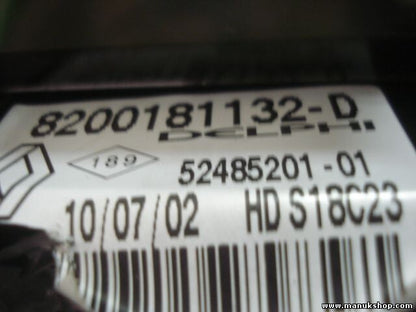 8200181132-D
DELPHI
189
52485201-01
10/07/02 HD S18C23
www.manukshop.com